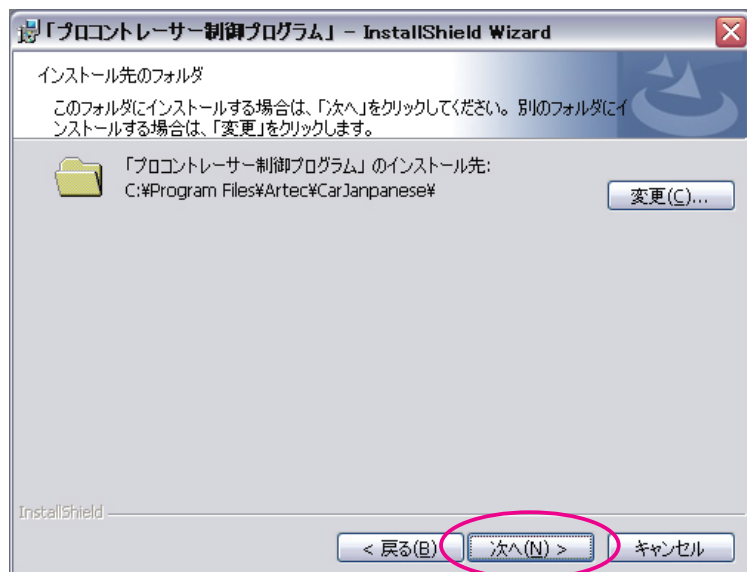 「プロコントレーサー制御プログラム」 - InstallShield Wizard
インストール先のフォルダ
このフォルダにインストールする場合は、「次へ」をクリックしてください。別のフォルダにイ
ンストールする場合は、「変更」をクリックします。
「プロコントレーサー制御プログラム」のインストール先:
C:¥Program Files¥Artec¥CarJanpanese¥
変更(C)...
InstallShield
< 戻る(B)
次へ(N) >
キャンセル